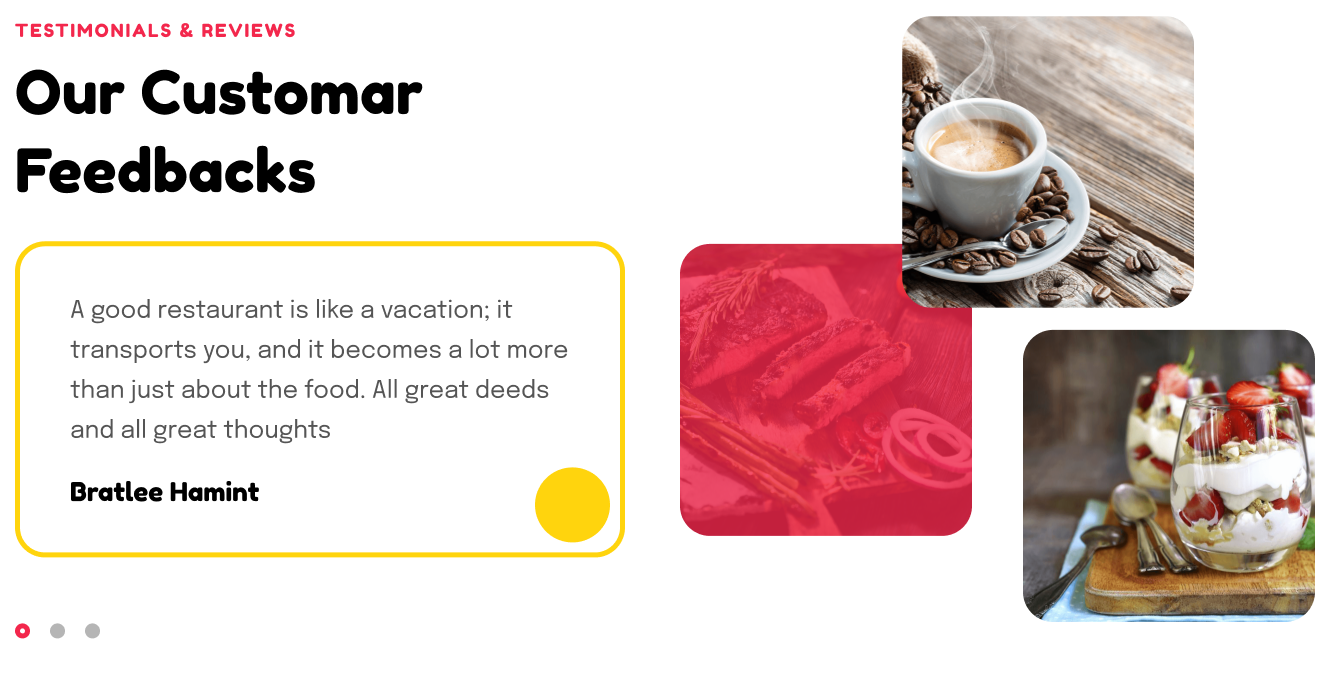 TESTIMONIALS & REVIEWS
Our Customar
Feedbacks
A good restaurant is like a vacation; it
transports you, and it becomes a lot more
than just about the food. All great deeds
and all great thoughts
Bratlee Hamint